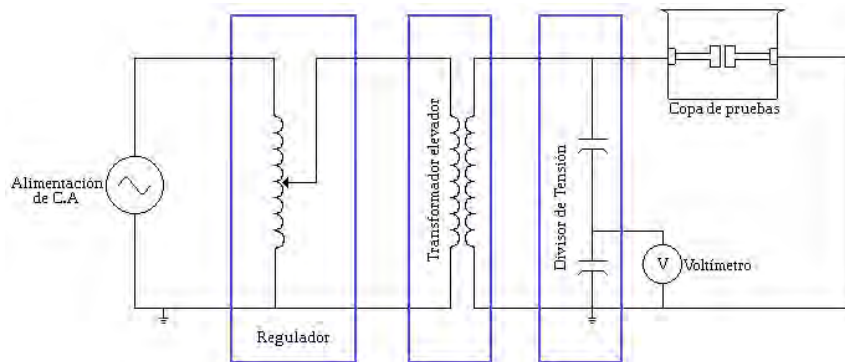 Alimentación
de C.A
Regulador
Transformador elevador
Divisor de Tensión
Copa de pruebas
V
Voltímetro